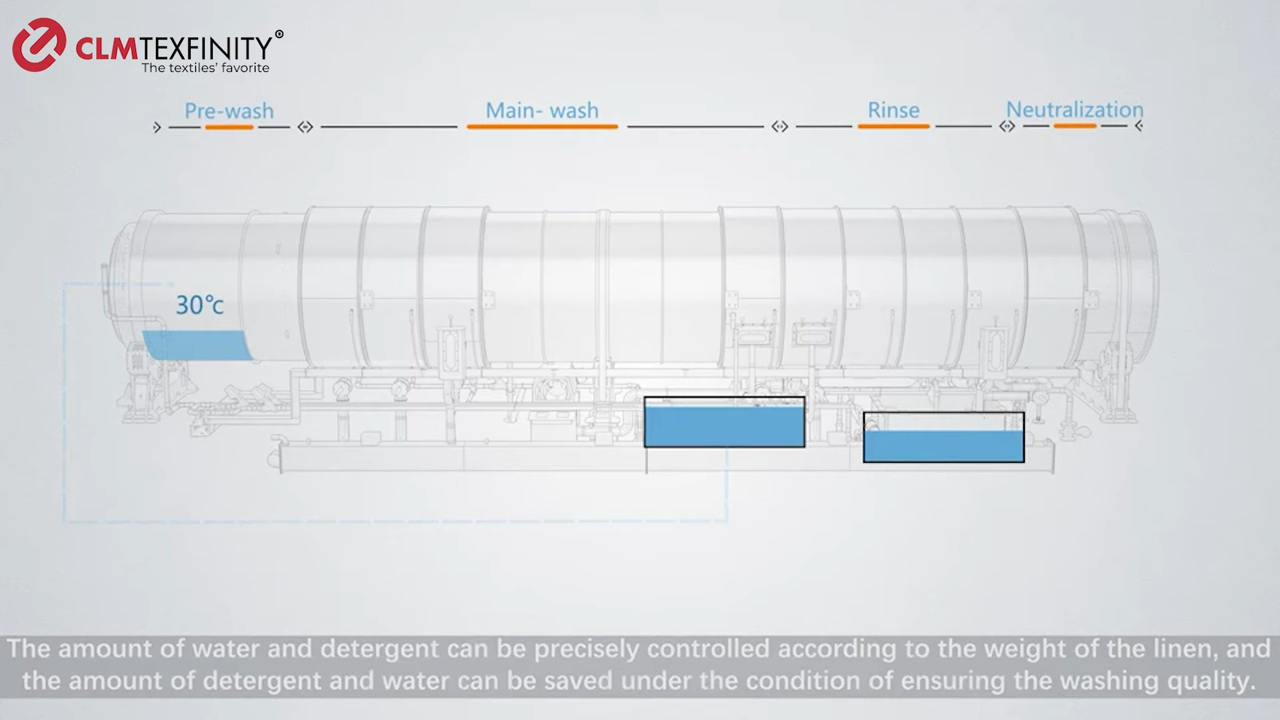 CLMTEXFINITY®
The textiles' favorite
Pre-wash Main- wash Rinse Neutralization
30℃
The amount of water and detergent can be precisely controlled according to the weight of the linen, and
the amount of detergent and water can be saved under the condition of ensuring the washing quality.